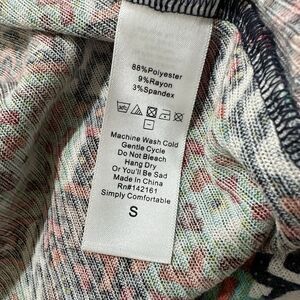 88%Polyester
9%Rayon
3%Spandex
Machine Wash Cold
Gentle Cycle
Do Not Bleach
Hang Dry
Or You'll Be Sad
Made In China
Rn#142161
Simply Comfortable
S